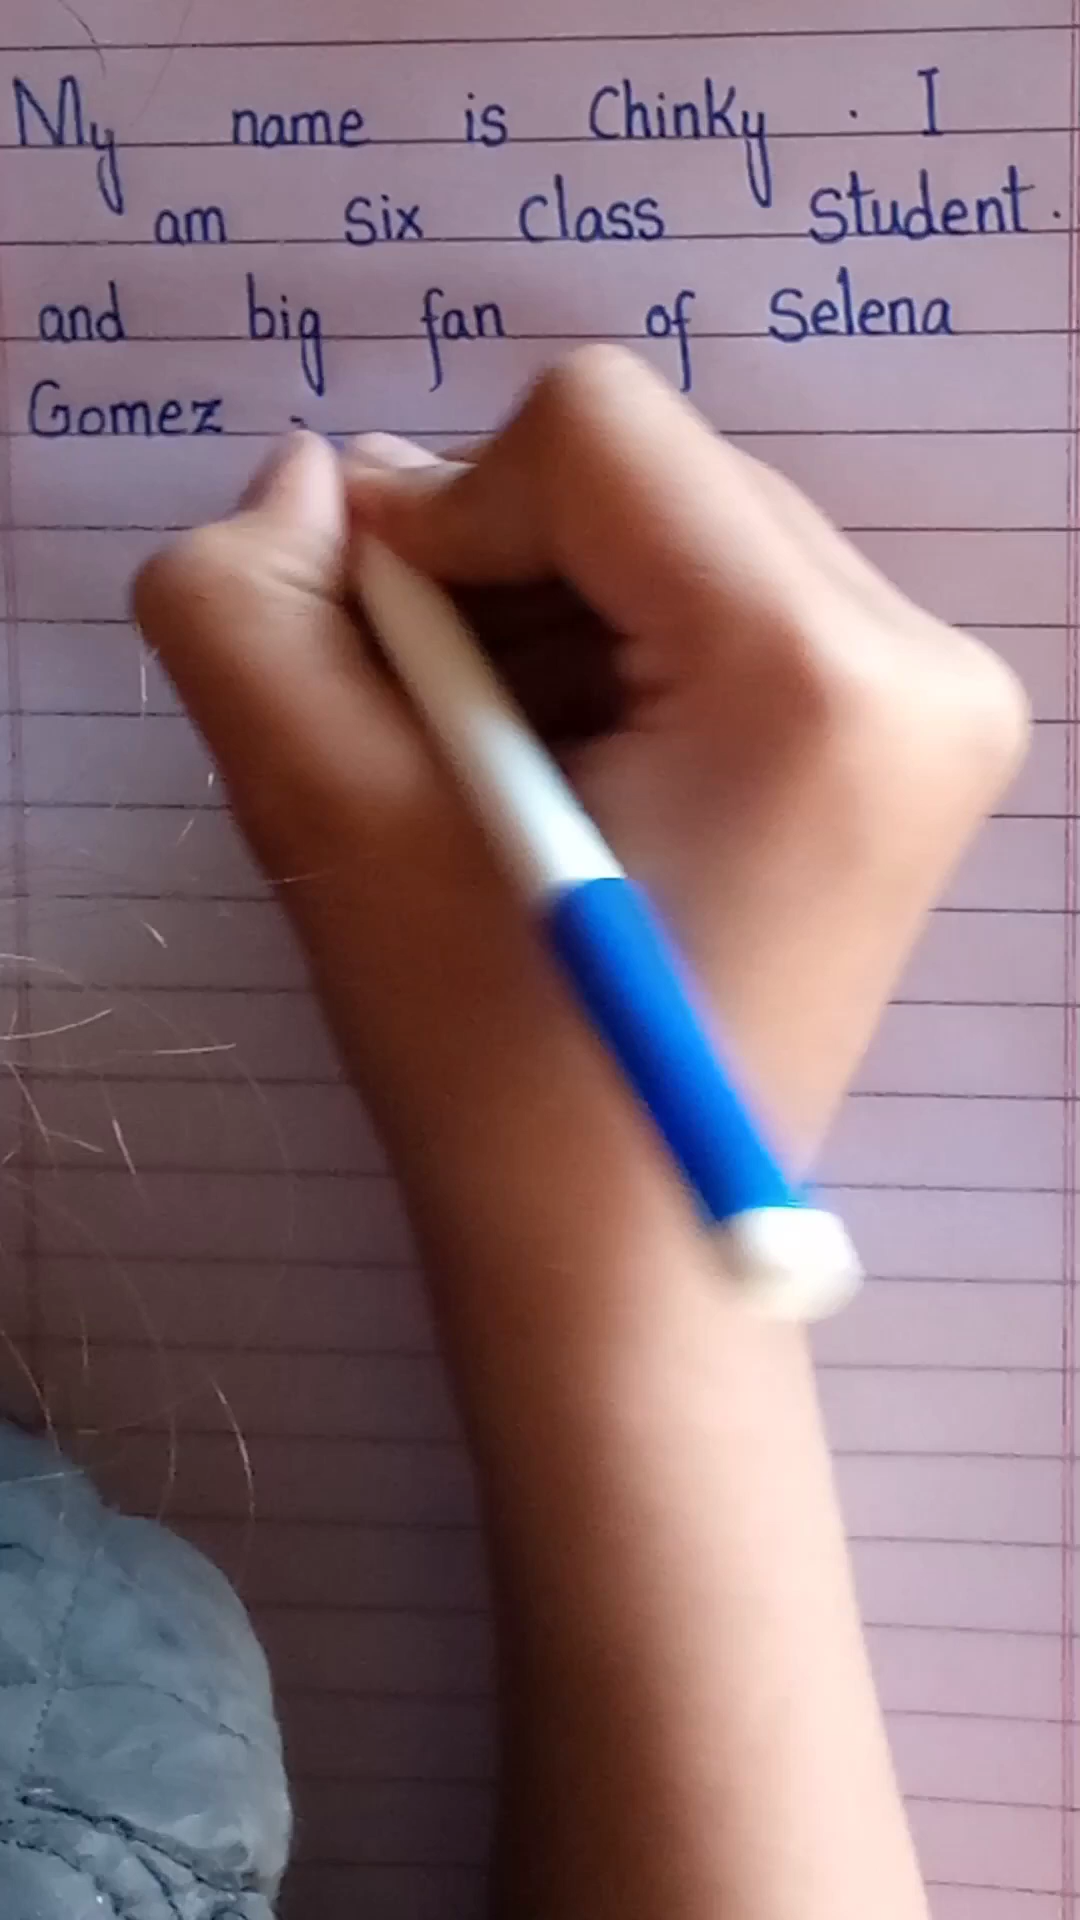 My name is Chinky . I
am six class student.
and big fan of Selena
Gomez